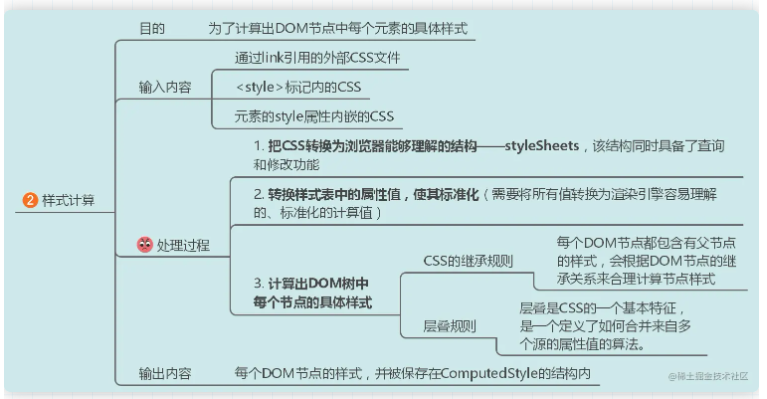 目的
为了计算出DOM节点中每个元素的具体样式
通过link引用的外部CSS文件
输入内容
<style>标记内的CSS
元素的style属性内嵌的CSS
1. 把CSS转换为浏览器能够理解的结构——styleSheets，该结构同时具备了查询
和修改功能
2 样式计算
2. 转换样式表中的属性值，使其标准化（需要将所有值转换为渲染引擎容易理解
的、标准化的计算值）
处理过程
3. 计算出DOM树中
每个节点的具体样式
CSS的继承规则
每个DOM节点都包含有父节点
的样式，会根据DOM节点的继
承关系来合理计算节点样式
层叠规则
层叠是CSS的一个基本特征，
是一个定义了如何合并来自多
个源的属性值的算法。
输出内容
每个DOM节点的样式，并被保存在ComputedStyle的结构内
@稀土掘金技术社区